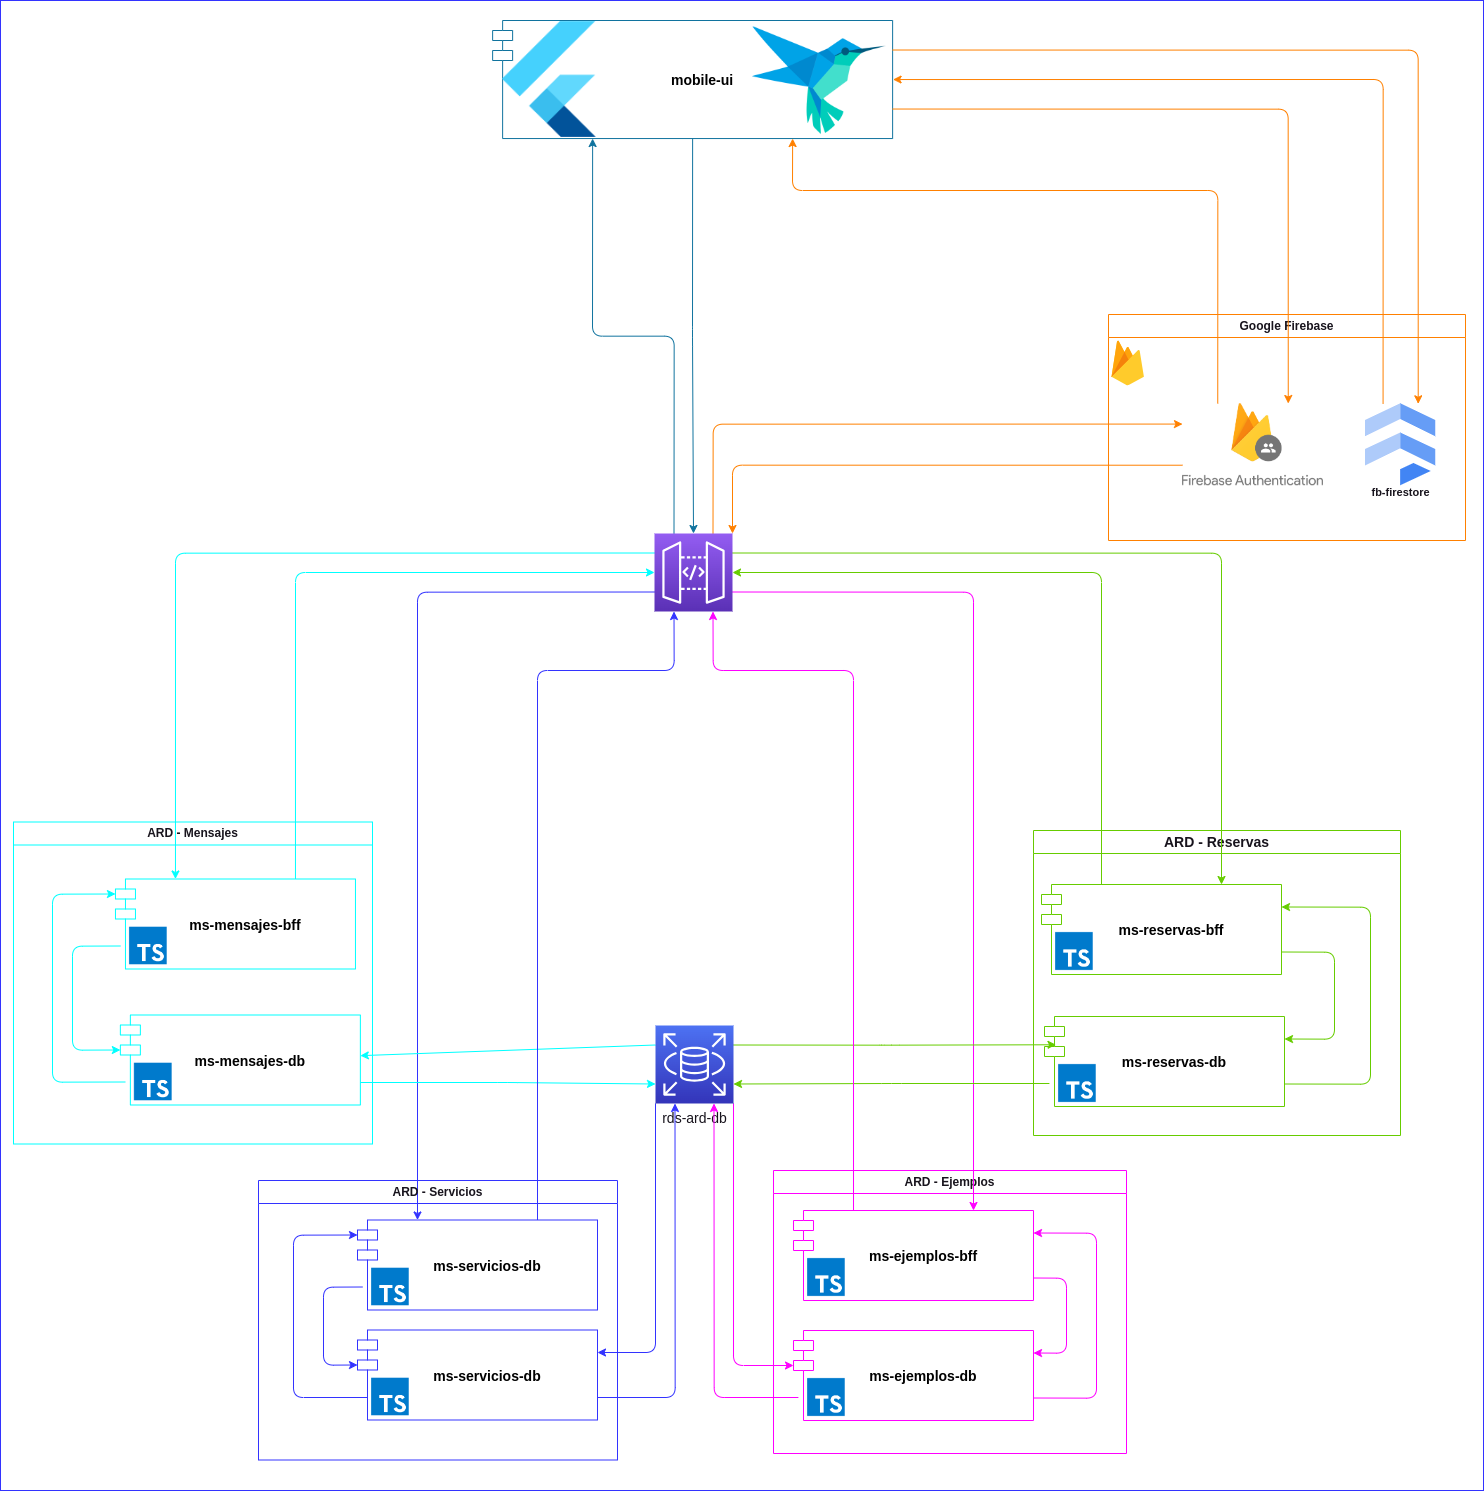 mobile-ui
Google Firebase
Firebase Authentication
fb-firestore
</>
ARD - Mensajes
ms-mensajes-bff
TS
ms-mensajes-db
TS
ARD - Reservas
ms-reservas-bff
TS
ms-reservas-db
TS
rds-ard-db
ARD - Servicios
ms-servicios-db
TS
ms-servicios-db
TS
ARD - Ejemplos
ms-ejemplos-bff
TS
ms-ejemplos-db
TS